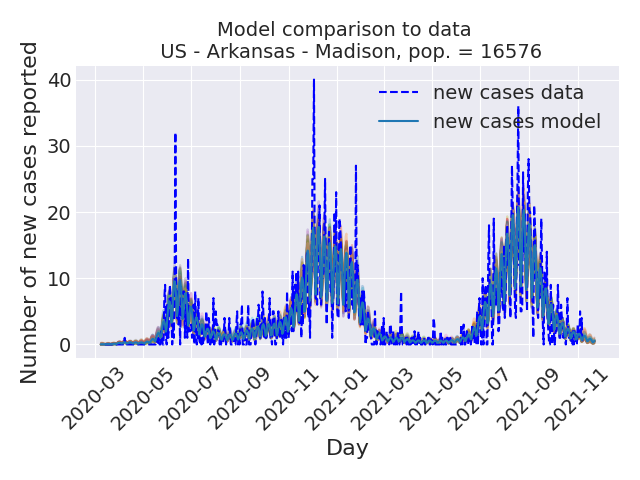 Model comparison to data
US - Arkansas - Madison, pop. = 16576
Number of new cases reported
40
30
20
10
0
new cases data
new cases model
2020-03
2020-05
2020-07
2020-09
2020-11
2021-01
2021-03
2021-05
2021-07
2021-09
2021-11
Day